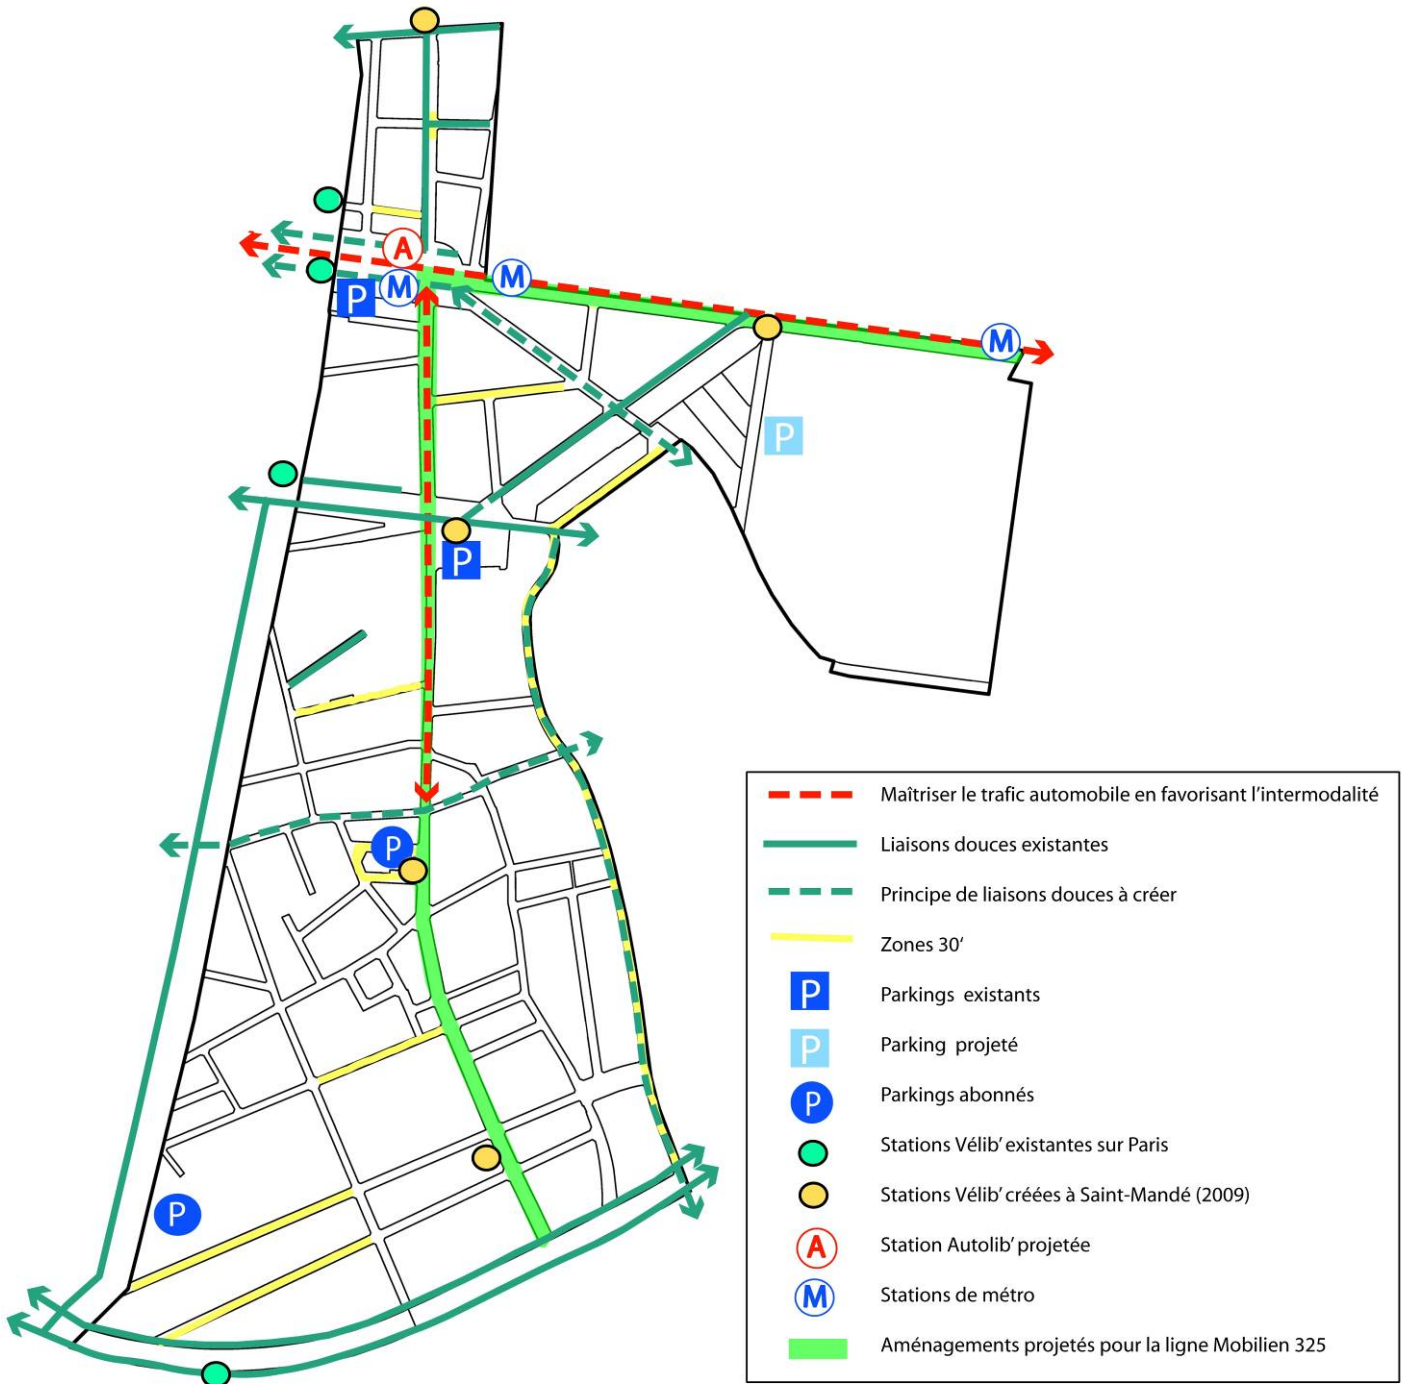 A
M
M
P
M
P
P
P
P
Maîtriser le trafic automobile en favorisant l'intermodalité
Liaisons douces existantes
Principe de liaisons douces à créer
Zones 30'
P Parkings existants
P Parking projeté
P Parkings abonnés
Stations Vélib' existantes sur Paris
Stations Vélib' créées à Saint-Mandé (2009)
A Station Autolib' projetée
M Stations de métro
Aménagements projetés pour la ligne Mobilien 325